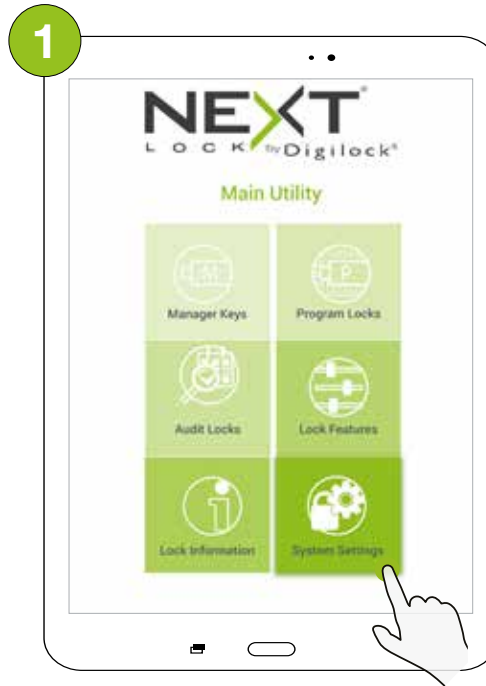 1
NEXT®
LOCK by Digilock®
Main Utility
M
P
Manager Keys
Program Locks
Audit Locks
Lock Features
Lock Information
System Settings